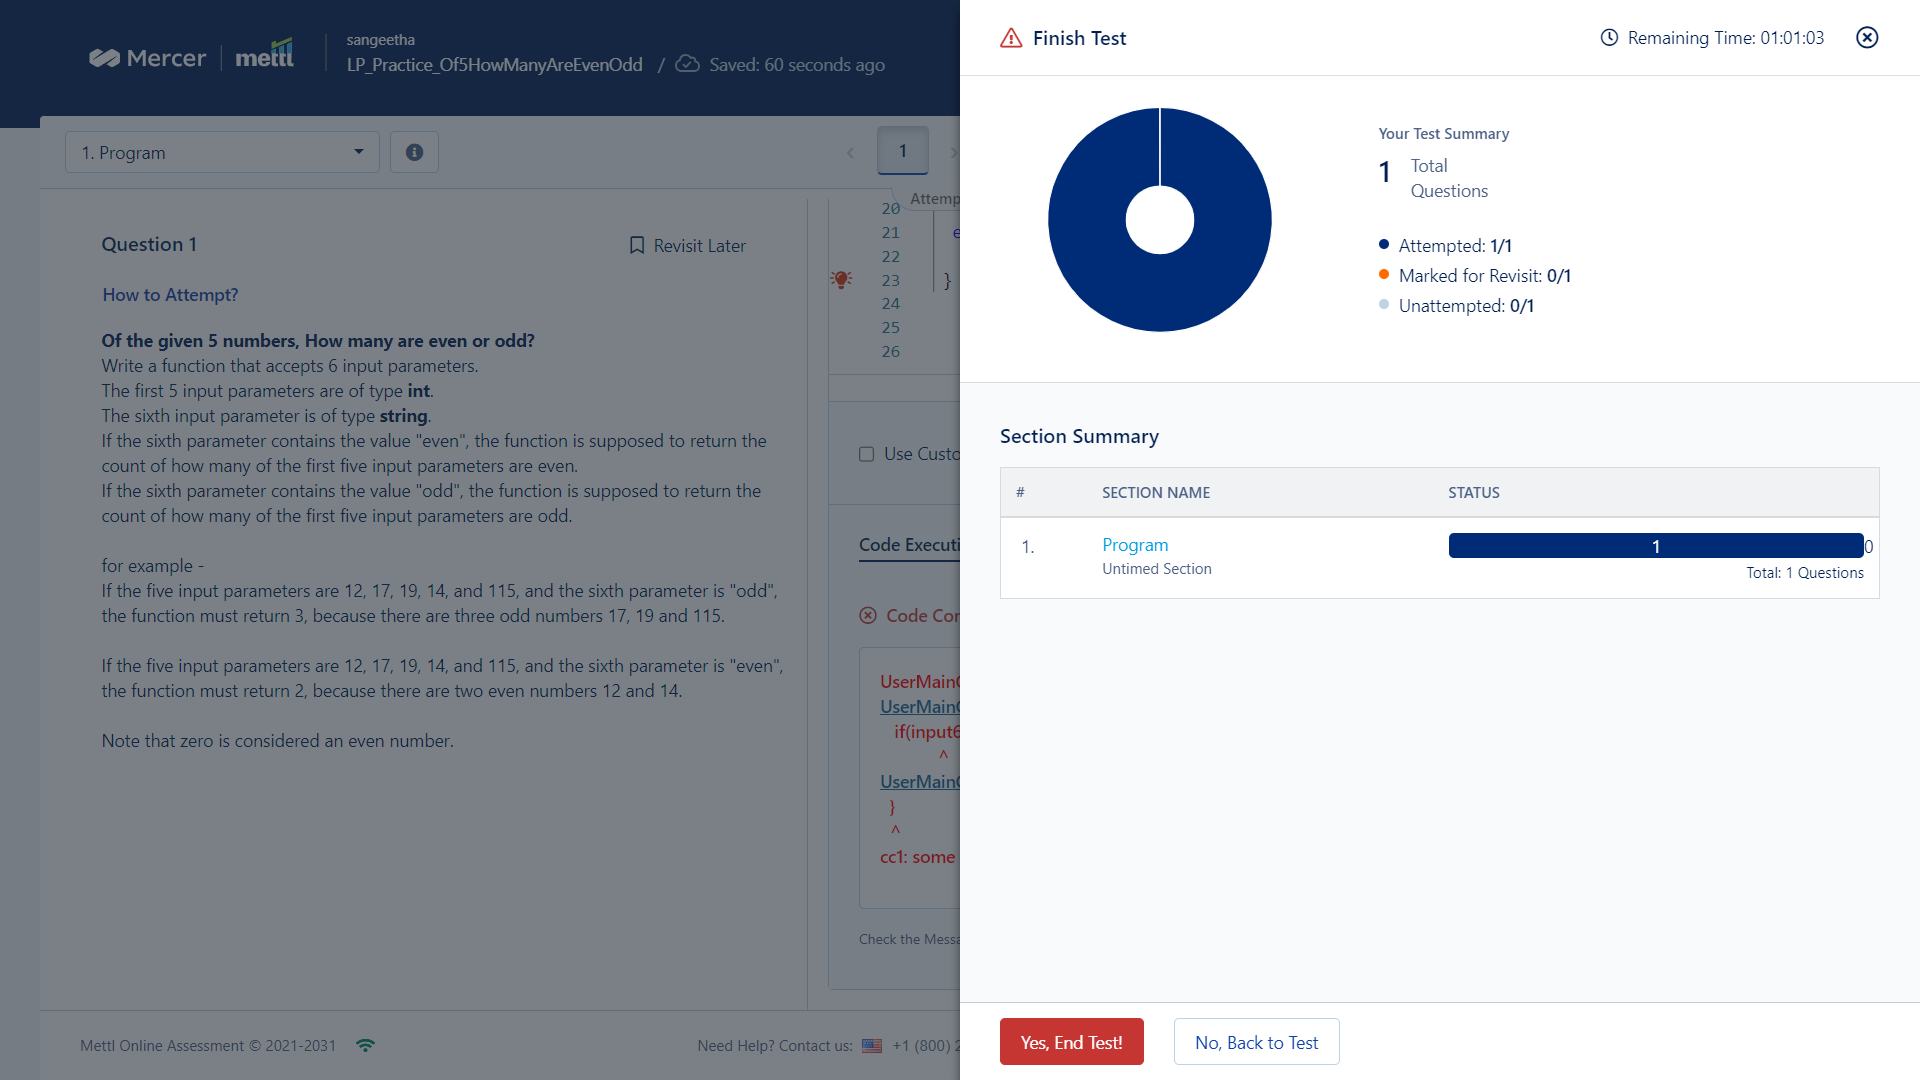 Mercer
mettl
sangeetha
LP_Practice_Of5HowManyAreEvenOdd / Saved: 60 seconds ago
1. Program
1
Attemp
Question 1
Revisit Later
How to Attempt?
Of the given 5 numbers, How many are even or odd?
Write a function that accepts 6 input parameters.
The first 5 input parameters are of type int.
The sixth input parameter is of type string.
If the sixth parameter contains the value "even", the function is supposed to return the
count of how many of the first five input parameters are even.
If the sixth parameter contains the value "odd", the function is supposed to return the
count of how many of the first five input parameters are odd.
for example -
If the five input parameters are 12, 17, 19, 14, and 115, and the sixth parameter is "odd",
the function must return 3, because there are three odd numbers 17, 19 and 115.
If the five input parameters are 12, 17, 19, 14, and 115, and the sixth parameter is "even",
the function must return 2, because there are two even numbers 12 and 14.
Note that zero is considered an even number.
20
21 e
22
23 }
24
25
26
Use Custo
Code Executi
Code Com
UserMainC
UserMainC
if(input6
^
UserMainC
}
^
cc1: some
Check the Messa
Mettl Online Assessment © 2021-2031
Need Help? Contact us: +1 (800) 2
Finish Test
Remaining Time: 01:01:03
Your Test Summary
1 Total
Questions
Attempted: 1/1
Marked for Revisit: 0/1
Unattempted: 0/1
Section Summary
# SECTION NAME STATUS
1. Program 1 0
Untimed Section Total: 1 Questions
Yes, End Test!
No, Back to Test